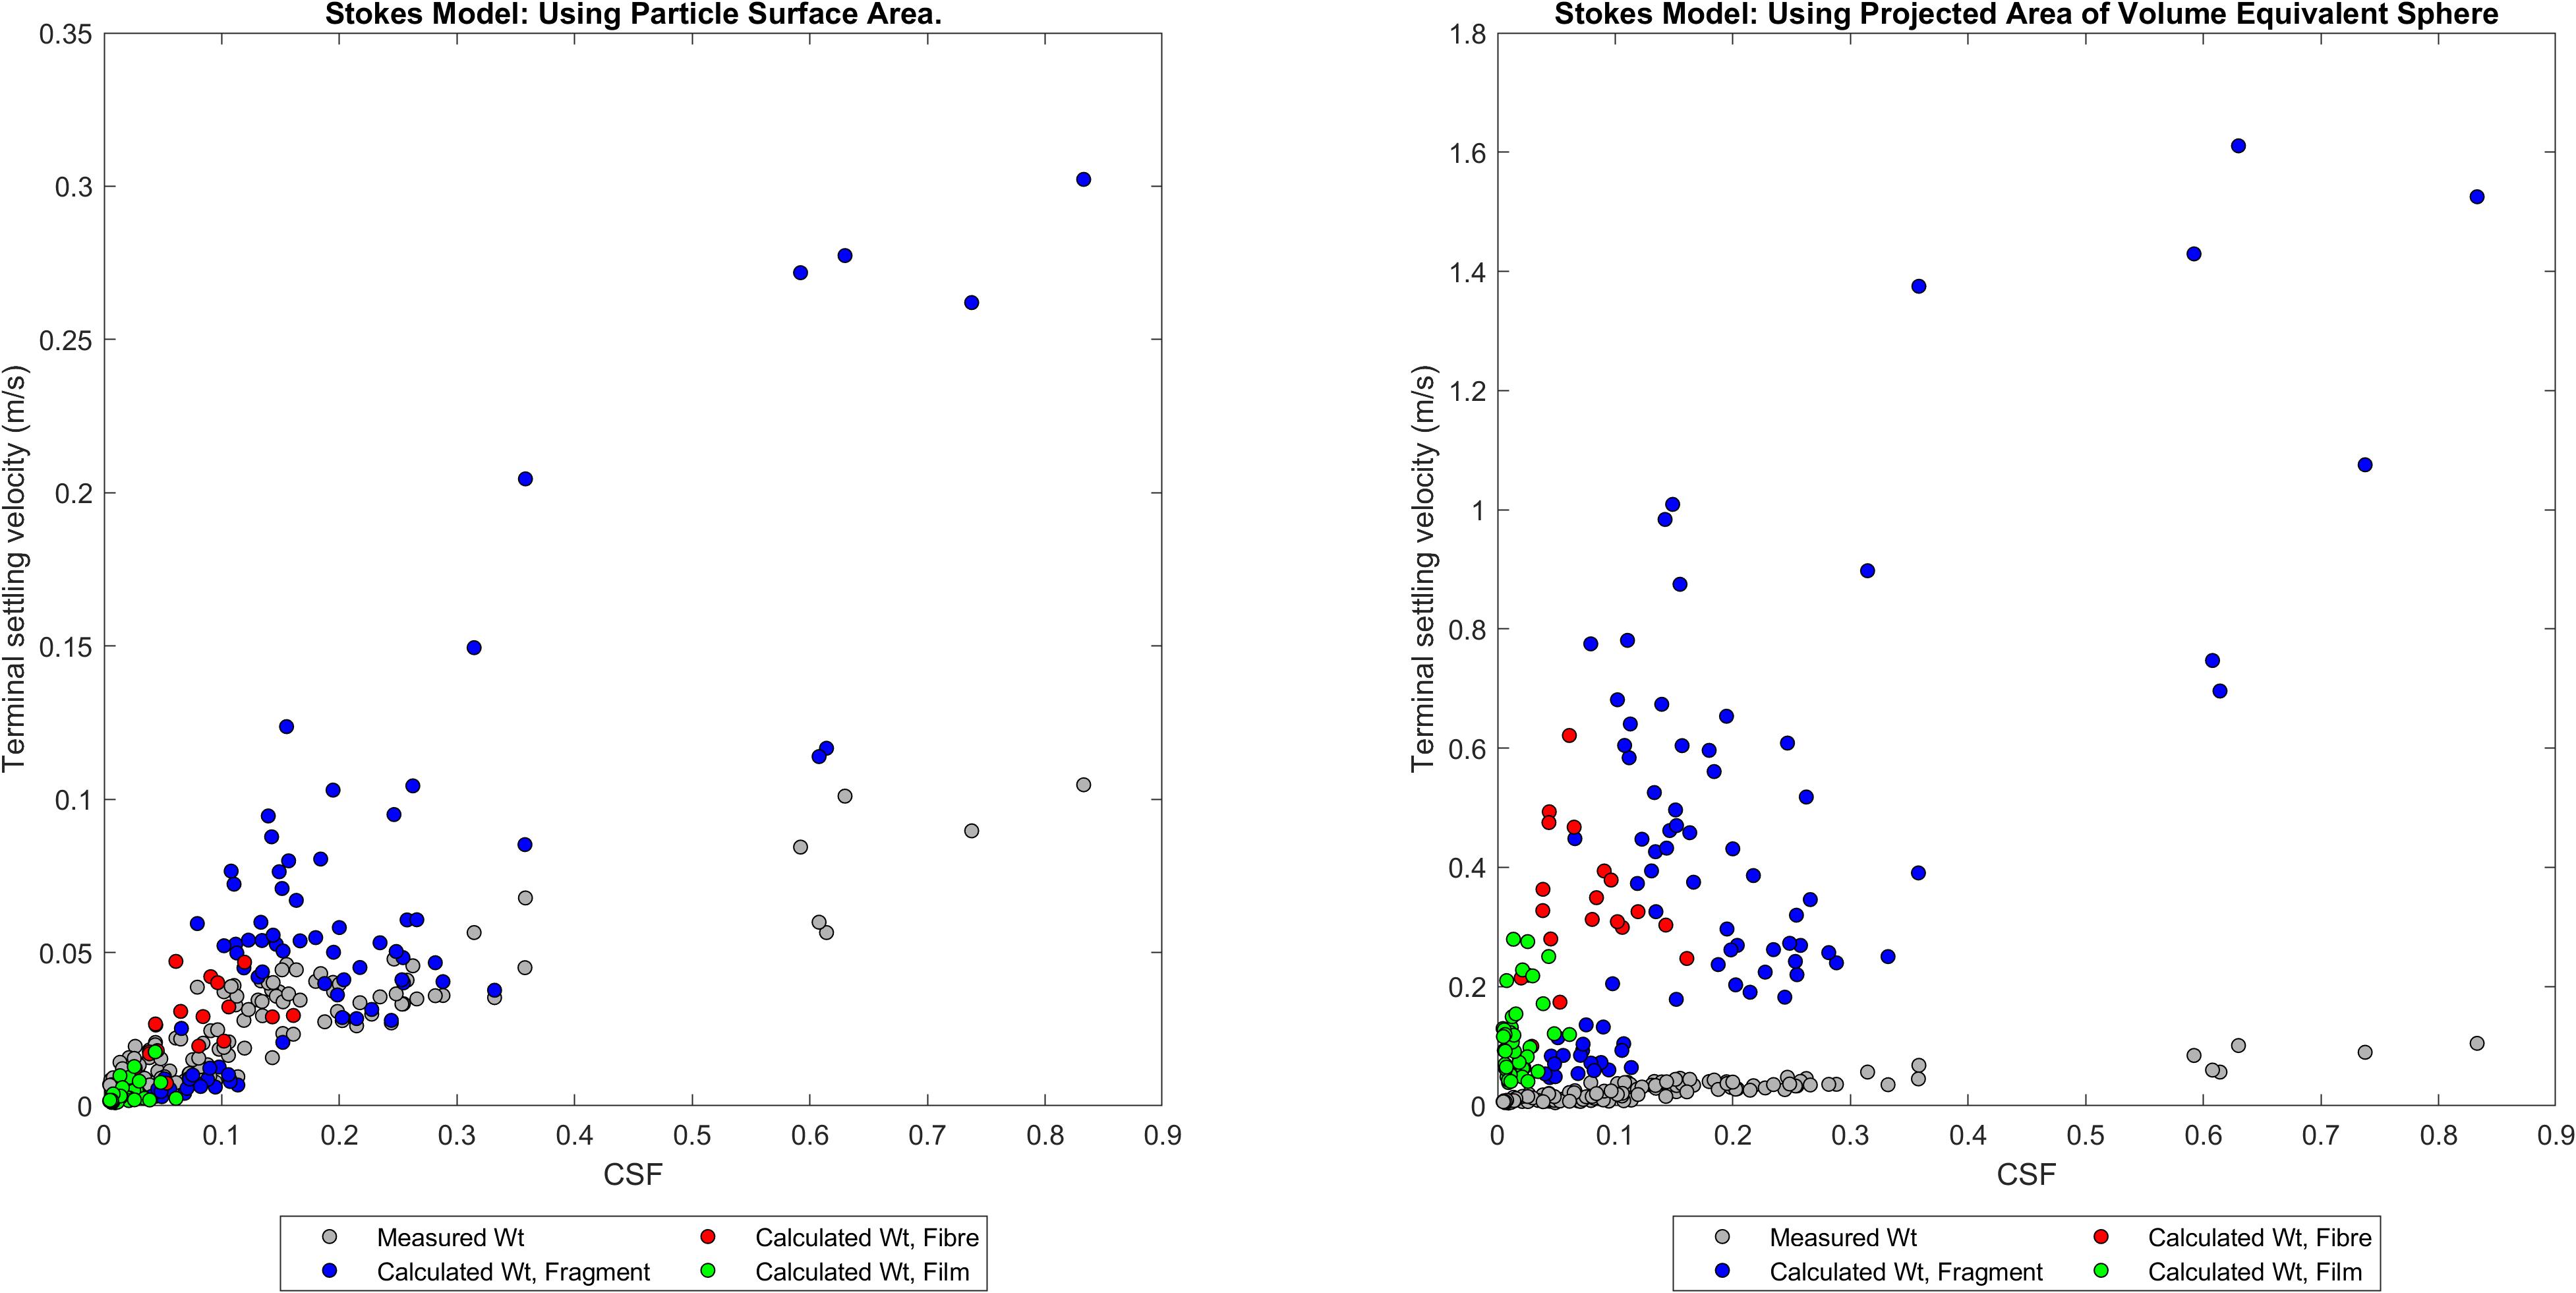 Stokes Model: Using Particle Surface Area.
0.35
0.3
0.25
0.2
0.15
0.1
0.05
0
Terminal settling velocity (m/s)
0 0.1 0.2 0.3 0.4 0.5 0.6 0.7 0.8 0.9
CSF
Measured Wt Calculated Wt, Fibre
Calculated Wt, Fragment Calculated Wt, Film
Stokes Model: Using Projected Area of Volume Equivalent Sphere
1.8
1.6
1.4
1.2
1
0.8
0.6
0.4
0.2
0
Terminal settling velocity (m/s)
0 0.1 0.2 0.3 0.4 0.5 0.6 0.7 0.8 0.9
CSF
Measured Wt Calculated Wt, Fibre
Calculated Wt, Fragment Calculated Wt, Film